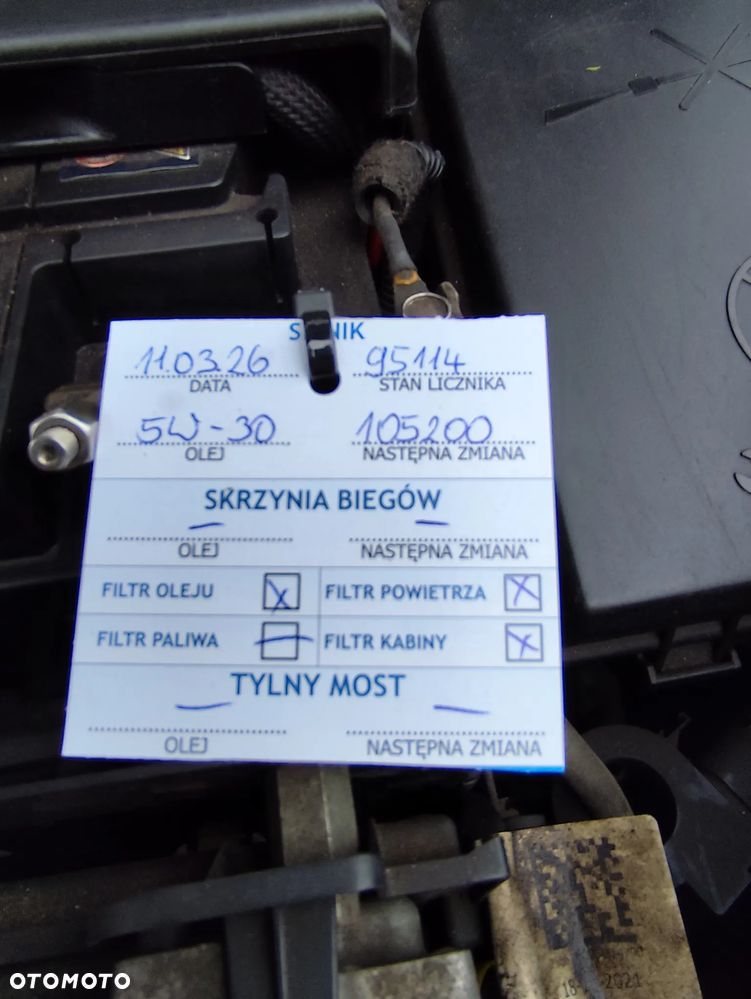 SILNIK
11.03.26 95114
DATA STAN LICZNIKA
5W-30 105200
OLEJ NASTĘPNA ZMIANA
SKRZYNIA BIEGÓW
— —
OLEJ NASTĘPNA ZMIANA
FILTR OLEJU X FILTR POWIETRZA X
FILTR PALIWA — FILTR KABINY X
TYLNY MOST
— —
OLEJ NASTĘPNA ZMIANA
2021
OTOMOTO